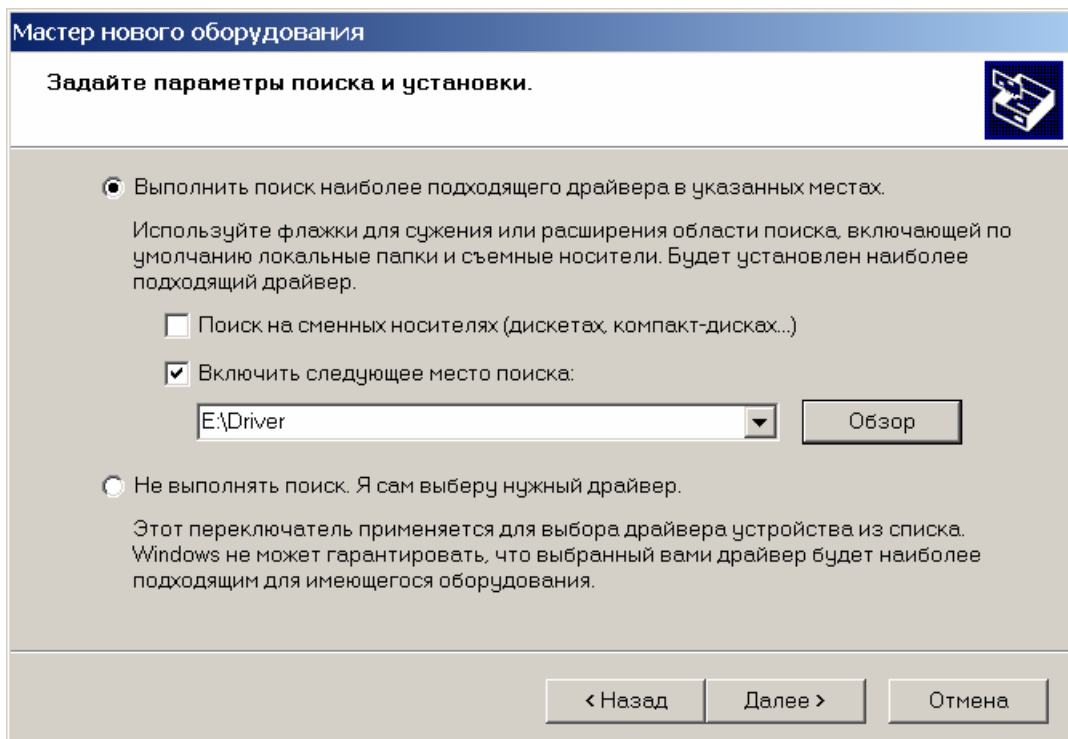 Мастер нового оборудования
Задайте параметры поиска и установки.
Выполнить поиск наиболее подходящего драйвера в указанных местах.
Используйте флажки для сужения или расширения области поиска, включающей по
умолчанию локальные папки и съемные носители. Будет установлен наиболее
подходящий драйвер.
Поиск на сменных носителях (дискетах, компакт-дисках...)
Включить следующее место поиска:
E:\Driver
Обзор
Не выполнять поиск. Я сам выберу нужный драйвер.
Этот переключатель применяется для выбора драйвера устройства из списка.
Windows не может гарантировать, что выбранный вами драйвер будет наиболее
подходящим для имеющегося оборудования.
< Назад
Далее >
Отмена